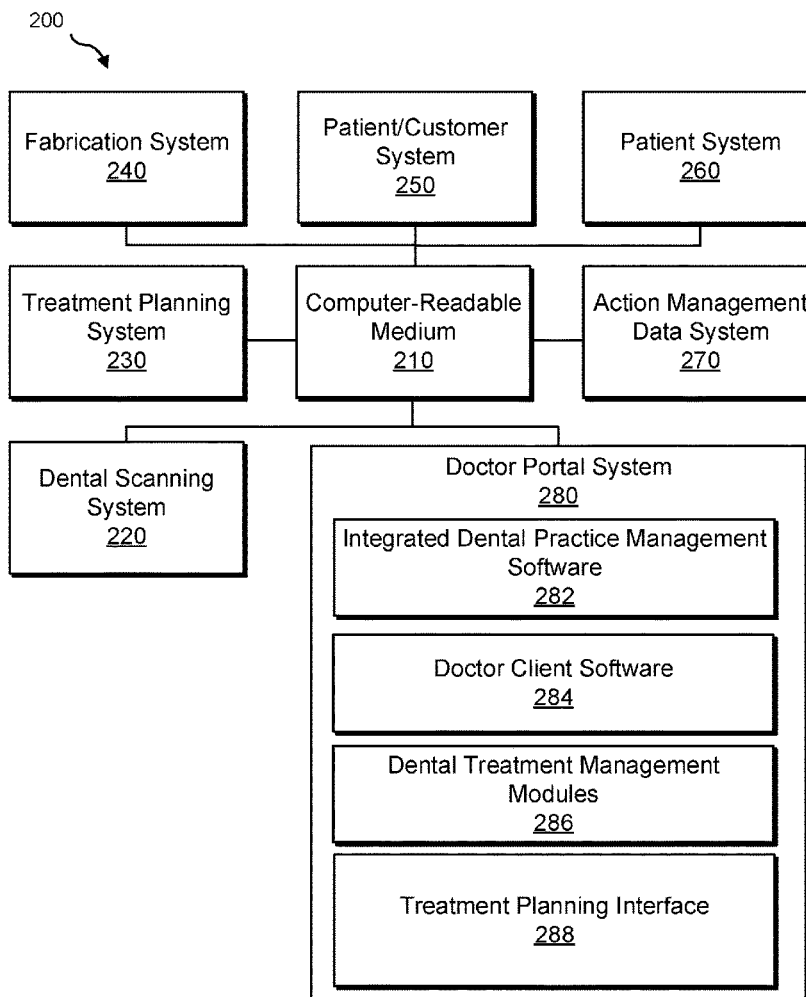 200
Fabrication System
240
Patient/Customer
System
250
Patient System
260
Treatment Planning
System
230
Computer-Readable
Medium
210
Action Management
Data System
270
Dental Scanning
System
220
Doctor Portal System
280
Integrated Dental Practice Management
Software
282
Doctor Client Software
284
Dental Treatment Management
Modules
286
Treatment Planning Interface
288